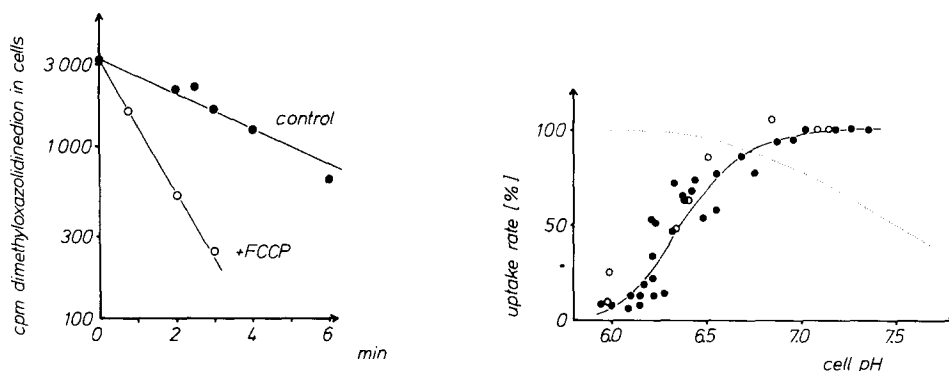 cpm dimethyloxazolidinedion in cells
3 000
1 000
300
100
control
+FCCP
0
2
4
6
min
uptake rate [%]
100
50
0
6.0
6.5
7.0
7.5
cell pH